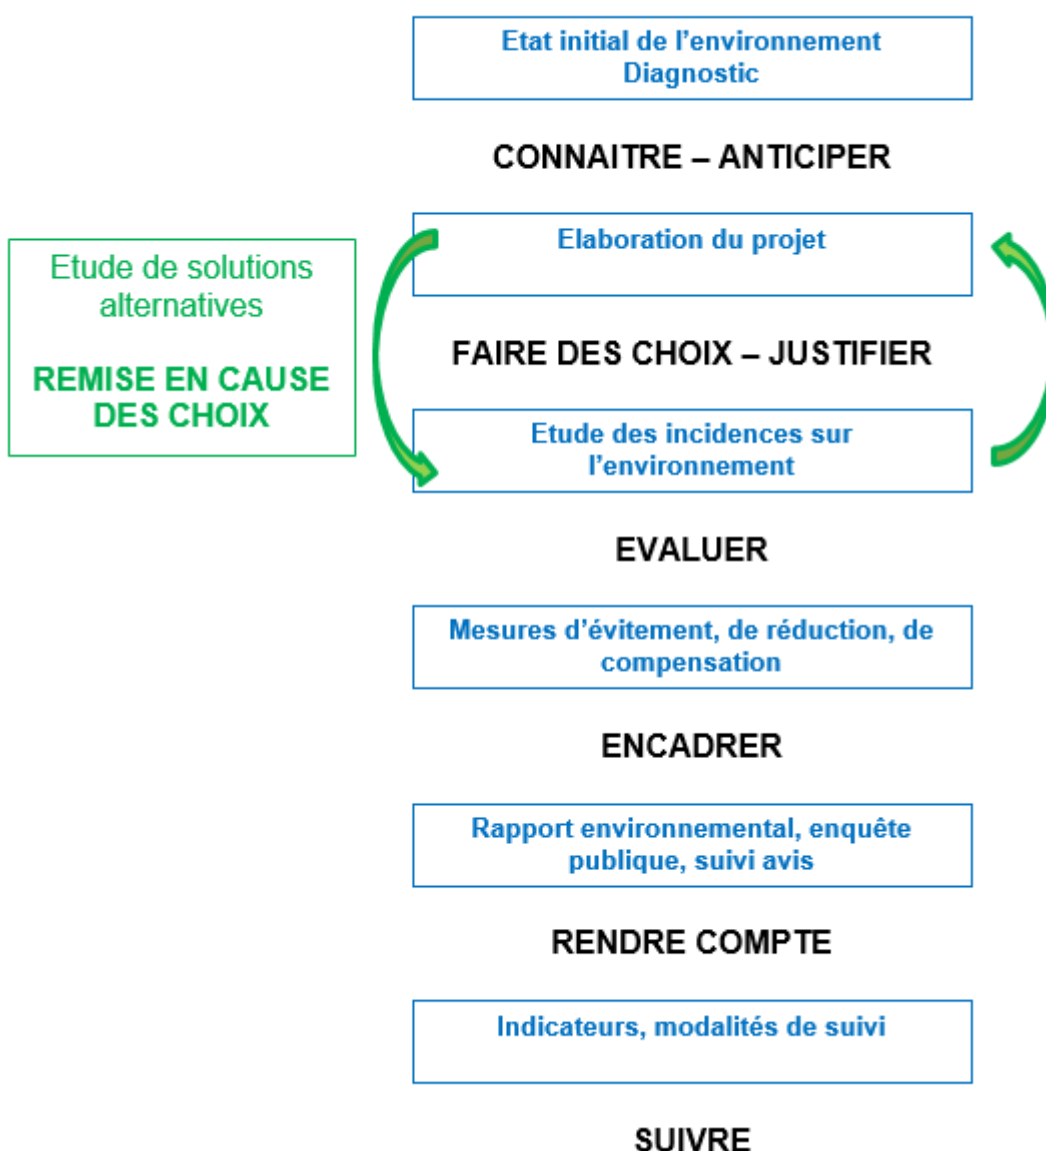 Etat initial de l'environnement
Diagnostic
CONNAITRE – ANTICIPER
Elaboration du projet
Etude de solutions
alternatives
REMISE EN CAUSE
DES CHOIX
FAIRE DES CHOIX – JUSTIFIER
Etude des incidences sur
l'environnement
EVALUER
Mesures d'évitement, de réduction, de
compensation
ENCADRER
Rapport environnemental, enquête
publique, suivi avis
RENDRE COMPTE
Indicateurs, modalités de suivi
SUIVRE